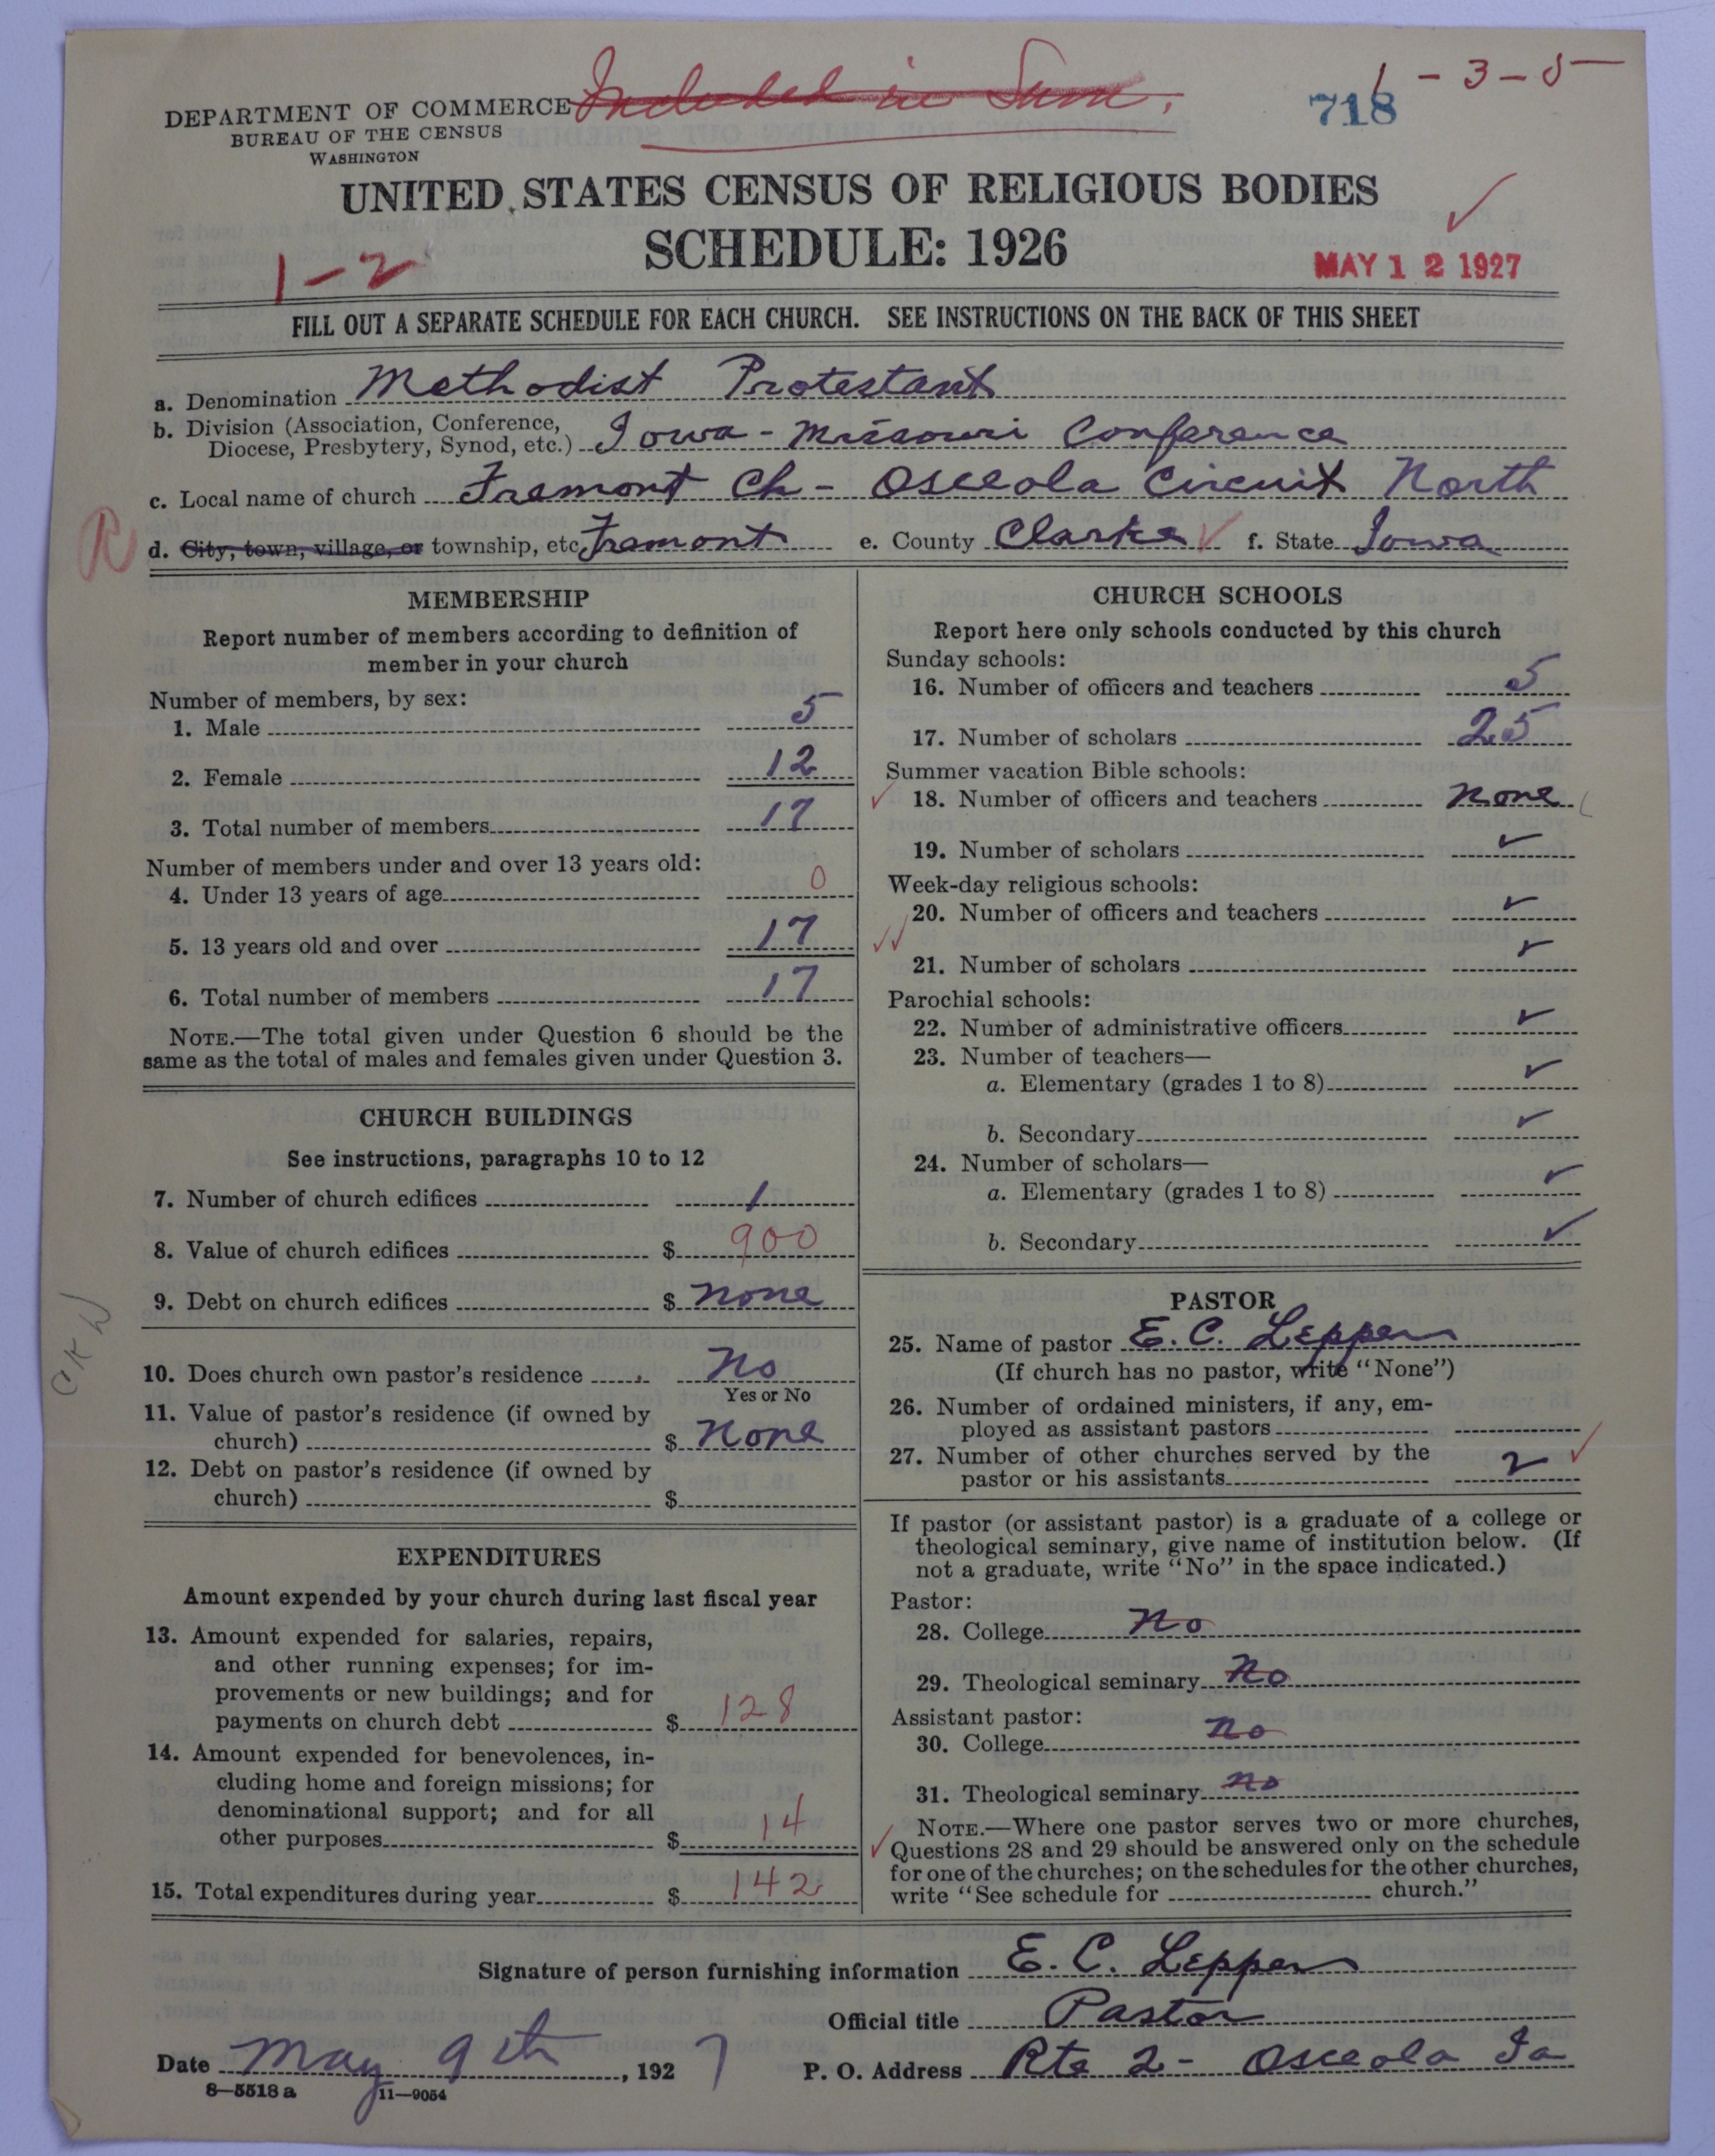 Included in Sum.
1-3-5
DEPARTMENT OF COMMERCE
718
BUREAU OF THE CENSUS
WASHINGTON
UNITED STATES CENSUS OF RELIGIOUS BODIES
SCHEDULE: 1926
1-2
MAY 12 1927
FILL OUT A SEPARATE SCHEDULE FOR EACH CHURCH. SEE INSTRUCTIONS ON THE BACK OF THIS SHEET
a. Denomination Methodist Protestant
b. Division (Association, Conference,
Diocese, Presbytery, Synod, etc.) Iowa - Missouri Conference
c. Local name of church Fremont Ch - Osceola Circuit North
R
d. City, town, village, or township, etc Fremont e. County Clarke ✓ f. State Iowa
MEMBERSHIP
Report number of members according to definition of
member in your church
Number of members, by sex:
1. Male 5
2. Female 12
3. Total number of members 17
Number of members under and over 13 years old:
4. Under 13 years of age 0
5. 13 years old and over 17
6. Total number of members 17
NOTE.—The total given under Question 6 should be the
same as the total of males and females given under Question 3.
CHURCH BUILDINGS
See instructions, paragraphs 10 to 12
7. Number of church edifices 1
8. Value of church edifices $ 900
9. Debt on church edifices $ none
10. Does church own pastor's residence No
Yes or No
11. Value of pastor's residence (if owned by
church) $ None
12. Debt on pastor's residence (if owned by
church) $
EXPENDITURES
Amount expended by your church during last fiscal year
13. Amount expended for salaries, repairs,
and other running expenses; for im-
provements or new buildings; and for
payments on church debt $ 128
14. Amount expended for benevolences, in-
cluding home and foreign missions; for
denominational support; and for all
other purposes $ 14
15. Total expenditures during year $ 142
CHURCH SCHOOLS
Report here only schools conducted by this church
Sunday schools:
16. Number of officers and teachers 5
17. Number of scholars 25
Summer vacation Bible schools:
18. Number of officers and teachers none
19. Number of scholars ✓
Week-day religious schools:
20. Number of officers and teachers ✓
21. Number of scholars ✓
Parochial schools:
22. Number of administrative officers ✓
23. Number of teachers—
a. Elementary (grades 1 to 8) ✓
b. Secondary ✓
24. Number of scholars—
a. Elementary (grades 1 to 8) ✓
b. Secondary ✓
PASTOR
25. Name of pastor E. C. Lepper
(If church has no pastor, write "None")
26. Number of ordained ministers, if any, em-
ployed as assistant pastors
27. Number of other churches served by the
pastor or his assistants 2 ✓
If pastor (or assistant pastor) is a graduate of a college or
theological seminary, give name of institution below. (If
not a graduate, write "No" in the space indicated.)
Pastor:
28. College No
29. Theological seminary No
Assistant pastor:
30. College no
31. Theological seminary no
NOTE.—Where one pastor serves two or more churches,
Questions 28 and 29 should be answered only on the schedule
for one of the churches; on the schedules for the other churches,
write "See schedule for church."
Signature of person furnishing information E. C. Lepper
Official title Pastor
Date May 9th, 1927 P. O. Address Rte 2- Osceola Ia
8—5518 a 11—9054